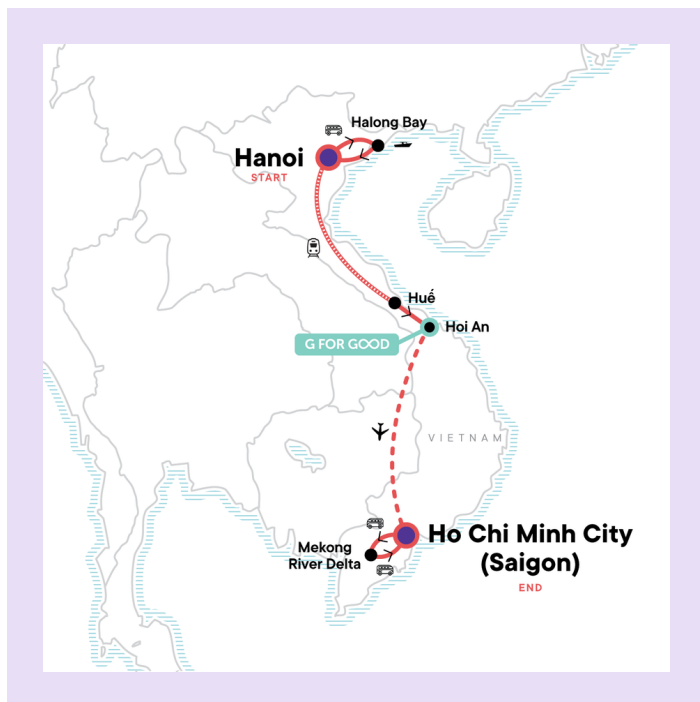 Halong Bay
Hanoi
START
Huế
Hoi An
G FOR GOOD
VIETNAM
Ho Chi Minh City
(Saigon)
END
Mekong
River Delta